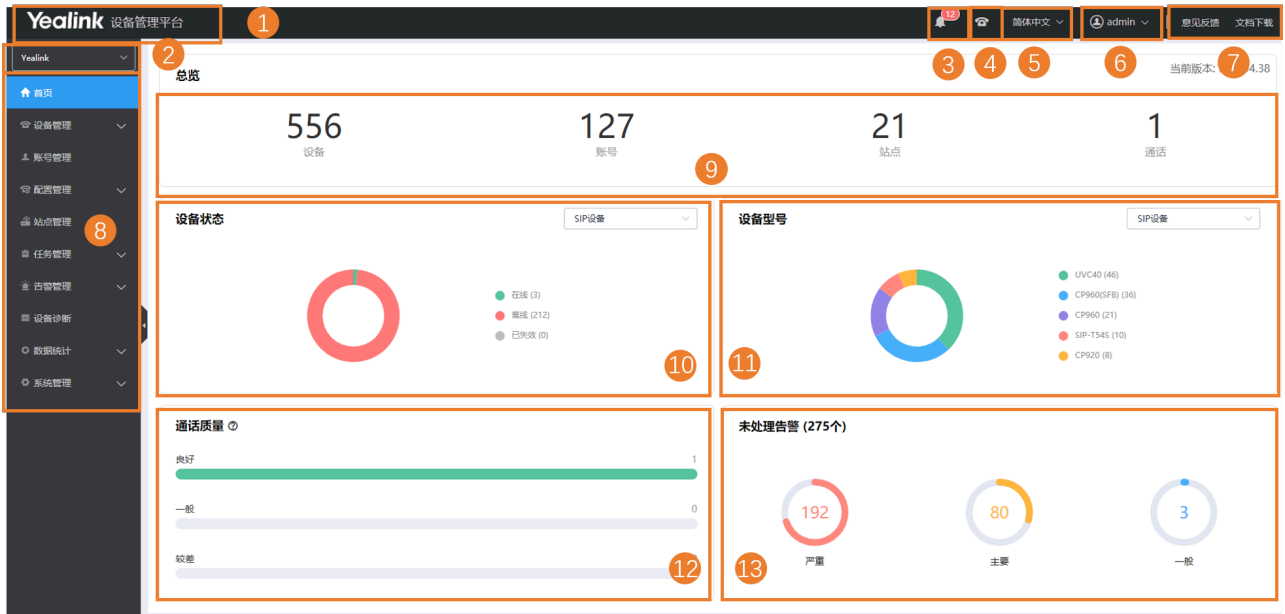 Yealink 设备管理平台
1
12
简体中文
admin
意见反馈 文档下载
Yealink
2
3
4
5
6
7
总览
当前版本:
4.38
首页
设备管理
账号管理
配置管理
站点管理
任务管理
告警管理
设备诊断
数据统计
系统管理
8
556
设备
127
账号
21
站点
1
通话
9
设备状态
SIP设备
在线 (3)
离线 (212)
已失效 (0)
10
设备型号
SIP设备
UVC40 (46)
CP960(SFB) (36)
CP960 (21)
SIP-T54S (10)
CP920 (8)
11
通话质量
良好 1
一般 0
较差
12
未处理告警 (275个)
192
严重
80
主要
3
一般
13